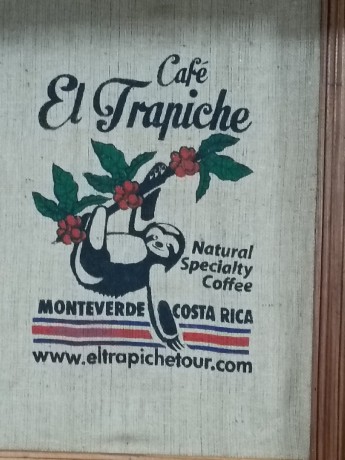 Café
El Trapiche
Natural
Specialty
Coffee
MONTEVERDE COSTA RICA
www.eltrapichetour.com